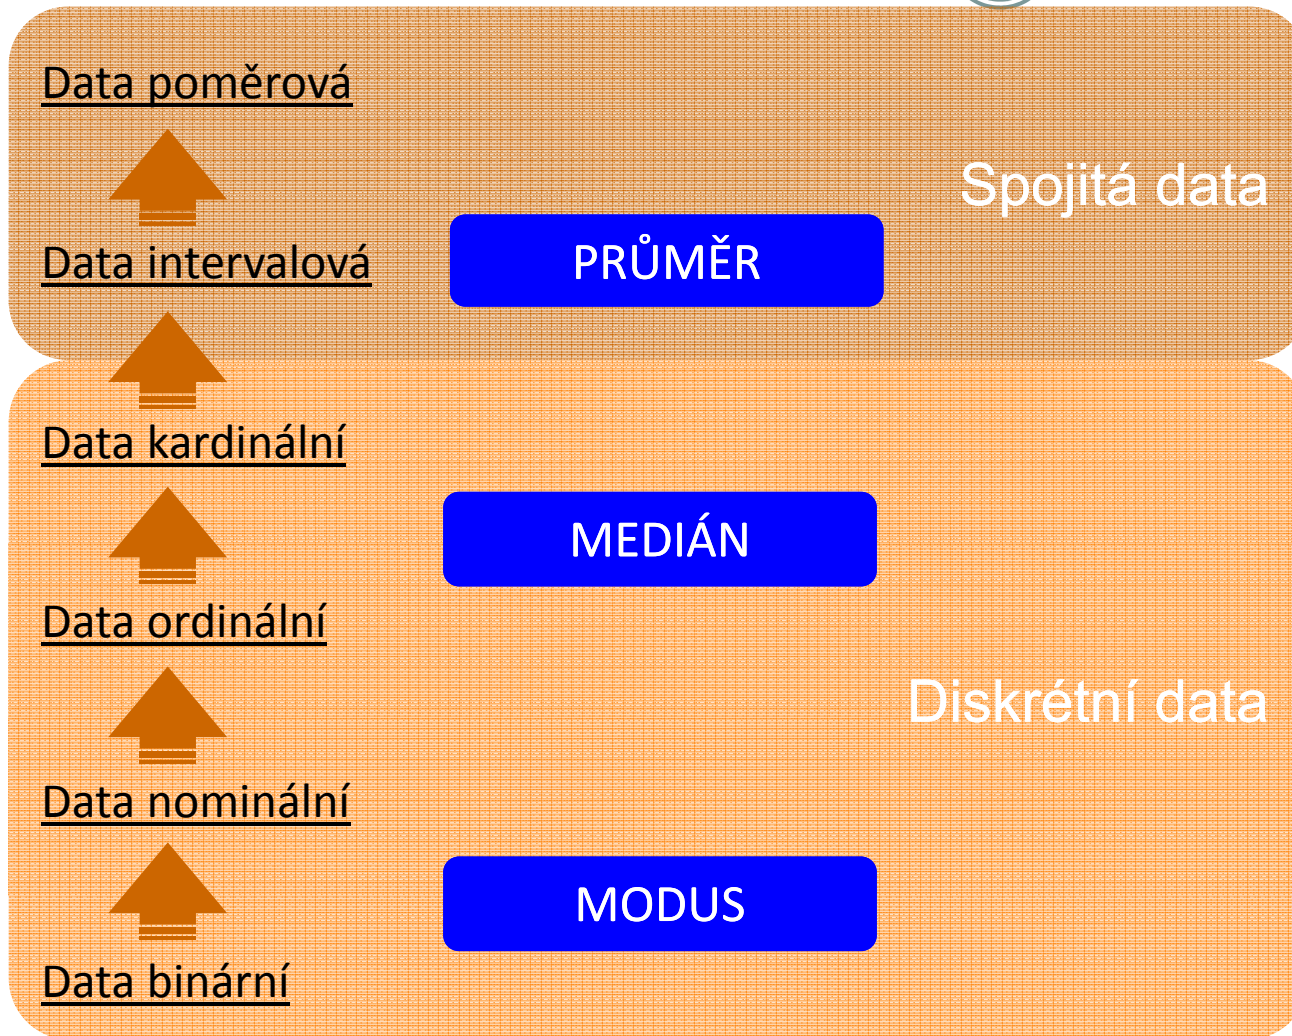 Data poměrová
Spojitá data
Data intervalová
PRŮMĚR
Data kardinální
MEDIÁN
Data ordinální
Diskrétní data
Data nominální
MODUS
Data binární